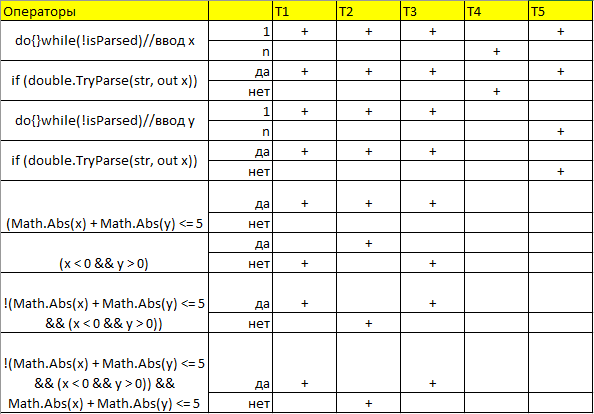 Операторы T1 T2 T3 T4 T5
do{}while(!isParsed)//ввод x 1 + + + +
n +
if (double.TryParse(str, out x)) да + + + +
нет +
do{}while(!isParsed)//ввод y 1 + + +
n +
if (double.TryParse(str, out x)) да + + +
нет +
(Math.Abs(x) + Math.Abs(y) <= 5 да + + +
нет
(x < 0 && y > 0) да +
нет + +
!(Math.Abs(x) + Math.Abs(y) <= 5
&& (x < 0 && y > 0)) да + +
нет +
!(Math.Abs(x) + Math.Abs(y) <= 5
&& (x < 0 && y > 0)) &&
Math.Abs(x) + Math.Abs(y) <= 5 да + +
нет +